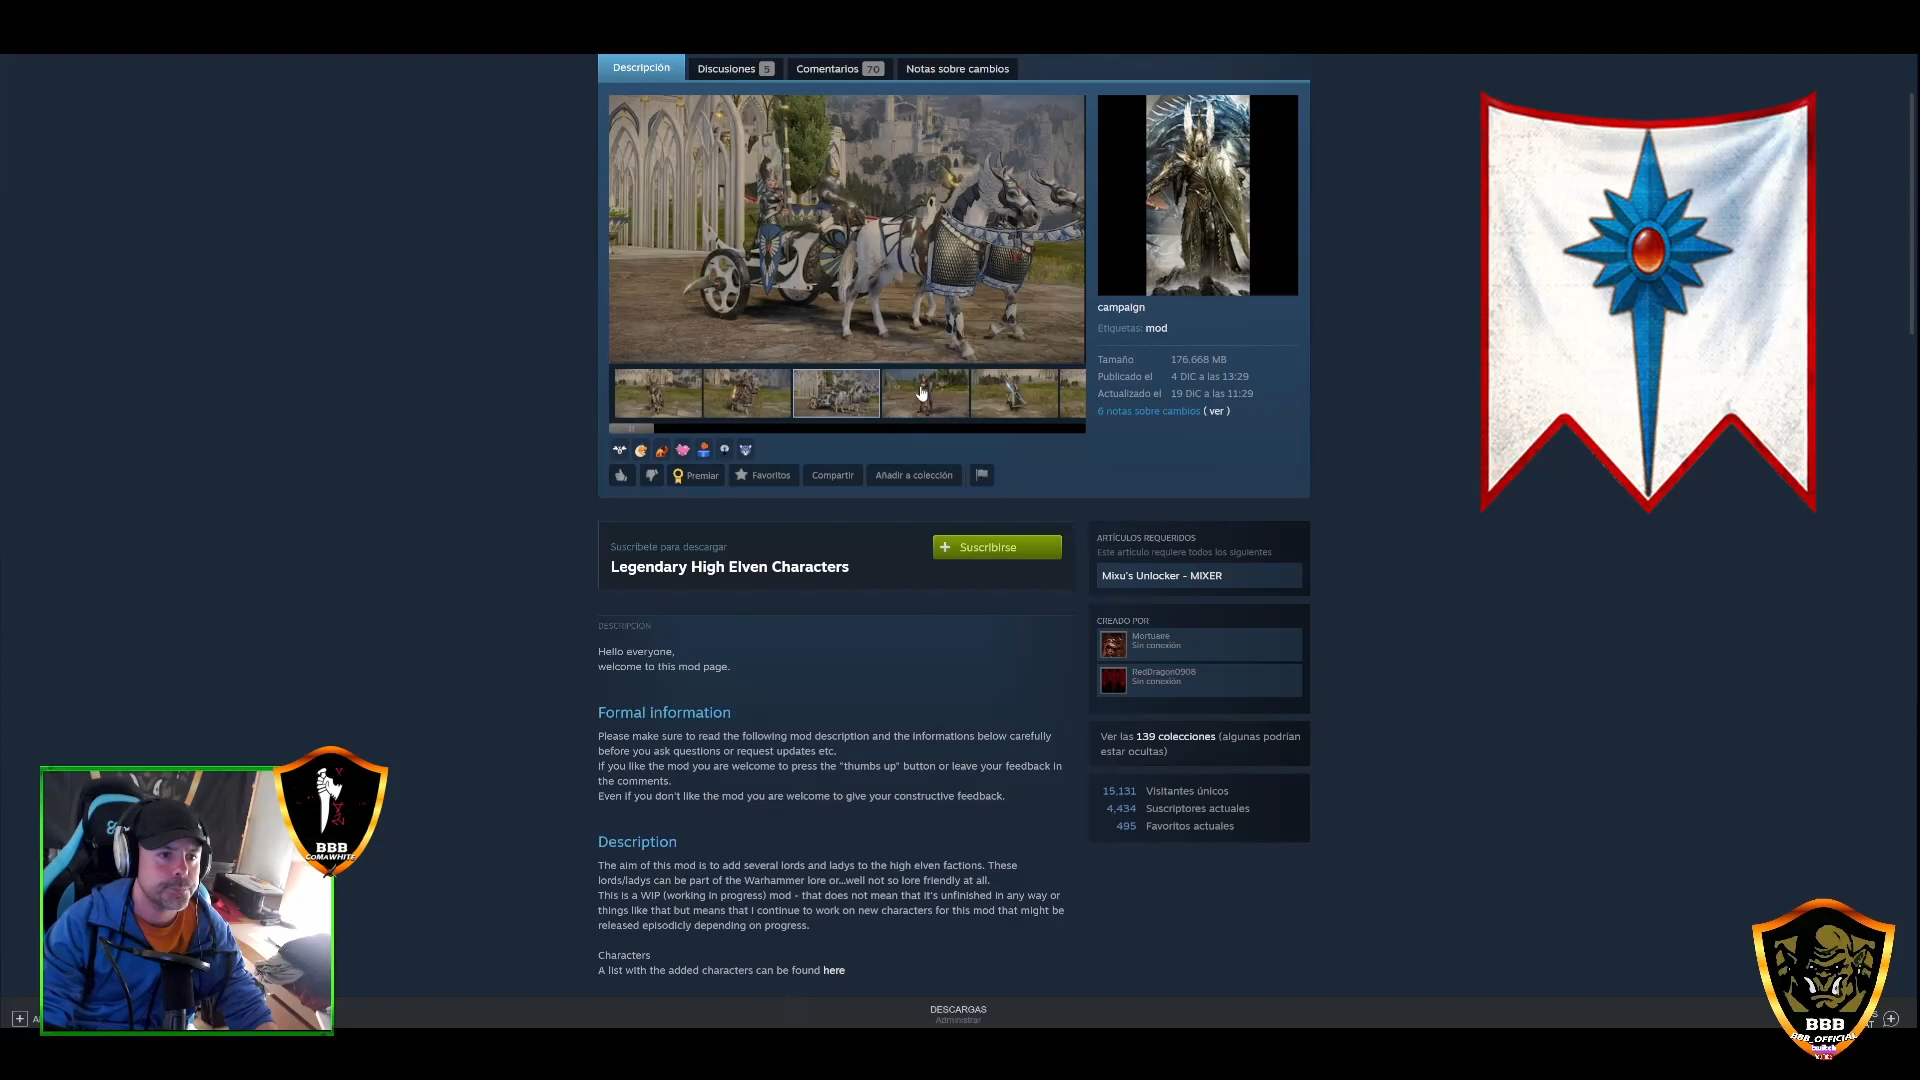 Descripción
Discusiones 5
Comentarios 70
Notas sobre cambios
campaign
Etiquetas: mod
Tamaño 176.668 MB
Publicado el 4 DIC a las 13:29
Actualizado el 19 DIC a las 11:29
6 notas sobre cambios ( ver )
Premiar
Favoritos
Compartir
Añadir a colección
Suscríbete para descargar
Legendary High Elven Characters
+ Suscribirse
ARTÍCULOS REQUERIDOS
Este artículo requiere todos los siguientes
Mixu's Unlocker - MIXER
CREADO POR
Mortuaire
Sin conexión
RedDragon0908
Sin conexión
Ver las 139 colecciones (algunas podrían
estar ocultas)
15,131 Visitantes únicos
4,434 Suscriptores actuales
495 Favoritos actuales
DESCRIPCIÓN
Hello everyone,
welcome to this mod page.
Formal information
Please make sure to read the following mod description and the informations below carefully
before you ask questions or request updates etc.
If you like the mod you are welcome to press the "thumbs up" button or leave your feedback in
the comments.
Even if you don't like the mod you are welcome to give your constructive feedback.
Description
The aim of this mod is to add several lords and ladys to the high elven factions. These
lords/ladys can be part of the Warhammer lore or...well not so lore friendly at all.
This is a WIP (working in progress) mod - that does not mean that it's unfinished in any way or
things like that but means that i continue to work on new characters for this mod that might be
released episodicly depending on progress.
Characters
A list with the added characters can be found here
DESCARGAS
Administrar
BBB
CoMaWHITE
BBB
BBB_OFFICIAL
twitch